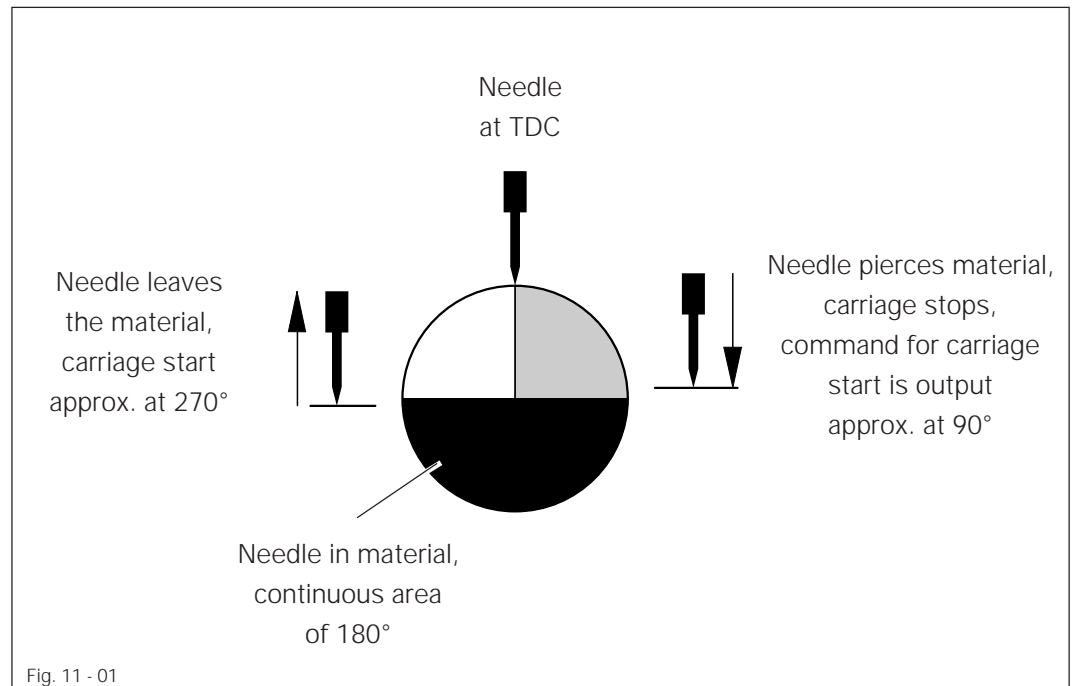 Needle
at TDC
Needle leaves
the material,
carriage start
approx. at 270°
Needle pierces material,
carriage stops,
command for carriage
start is output
approx. at 90°
Needle in material,
continuous area
of 180°
Fig. 11 - 01